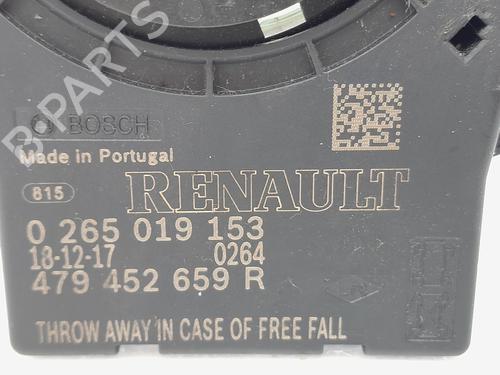 B-PARTS
BOSCH
Made in Portugal
815
RENAULT
0 265 019 153
18-12-17 0264
479 452 659 R
THROW AWAY IN CASE OF FREE FALL